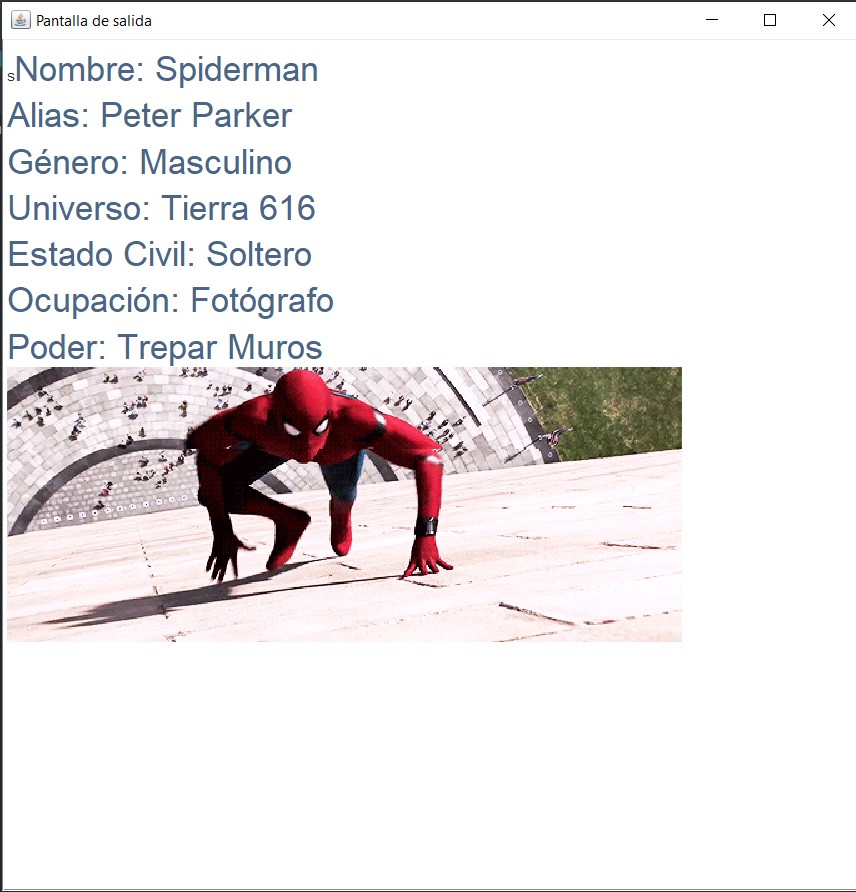 Pantalla de salida
sNombre: Spiderman
Alias: Peter Parker
Género: Masculino
Universo: Tierra 616
Estado Civil: Soltero
Ocupación: Fotógrafo
Poder: Trepar Muros